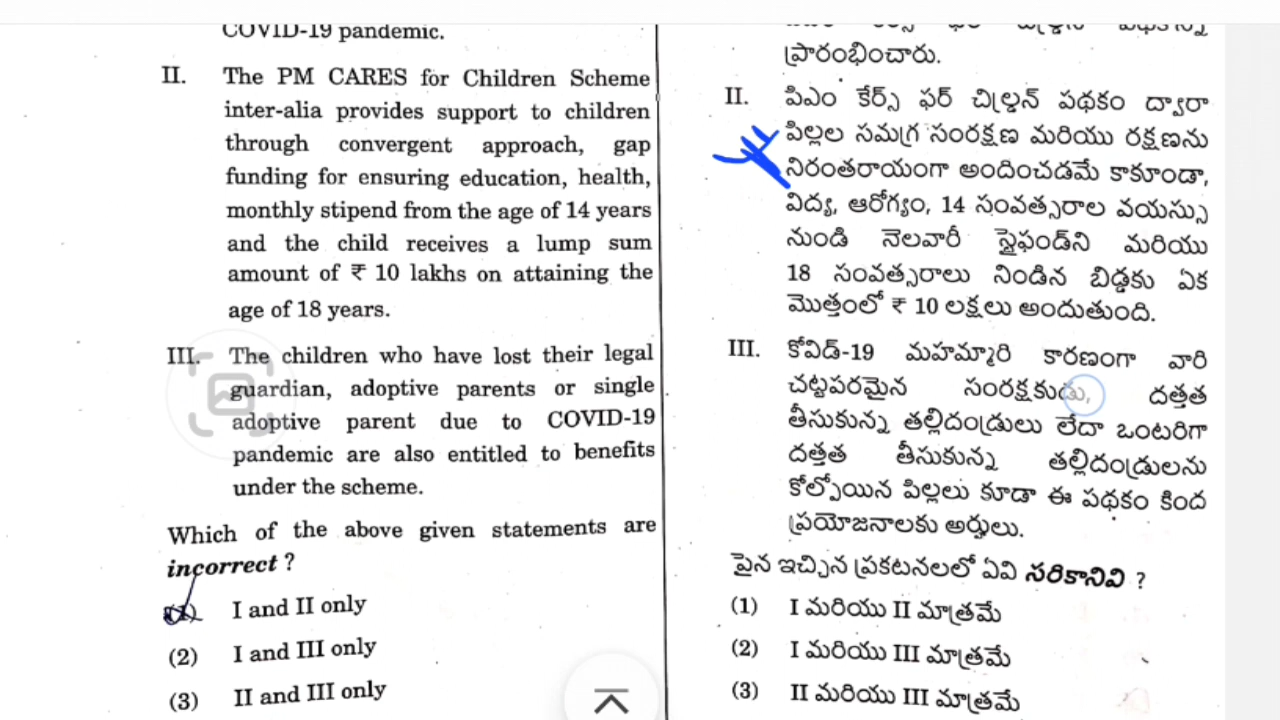 COVID-19 pandemic.
II. The PM CARES for Children Scheme
inter-alia provides support to children
through convergent approach, gap
funding for ensuring education, health,
monthly stipend from the age of 14 years
and the child receives a lump sum
amount of ₹ 10 lakhs on attaining the
age of 18 years.
III. The children who have lost their legal
guardian, adoptive parents or single
adoptive parent due to COVID-19
pandemic are also entitled to benefits
under the scheme.
Which of the above given statements are
incorrect ?
I and II only
(2) I and III only
(3) II and III only
ప్రారంభించారు.
II. పిఎం కేర్స్ ఫర్ చిల్డ్రన్ పథకం ద్వారా
పిల్లల సమగ్ర సంరక్షణ మరియు రక్షణను
నిరంతరాయంగా అందించడమే కాకుండా,
విద్య, ఆరోగ్యం, 14 సంవత్సరాల వయస్సు
నుండి నెలవారీ స్టైఫండ్‌ని మరియు
18 సంవత్సరాలు నిండిన బిడ్డకు ఏక
మొత్తంలో ₹ 10 లక్షలు అందుతుంది.
III. కోవిడ్-19 మహమ్మారి కారణంగా వారి
చట్టపరమైన సంరక్షకుడు, దత్తత
తీసుకున్న తల్లిదండ్రులు లేదా ఒంటరిగా
దత్తత తీసుకున్న తల్లిదండ్రులను
కోల్పోయిన పిల్లలు కూడా ఈ పథకం కింద
ప్రయోజనాలకు అర్హులు.
పైన ఇచ్చిన ప్రకటనలలో ఏవి సరికానివి ?
(1) I మరియు II మాత్రమే
(2) I మరియు III మాత్రమే
(3) II మరియు III మాత్రమే